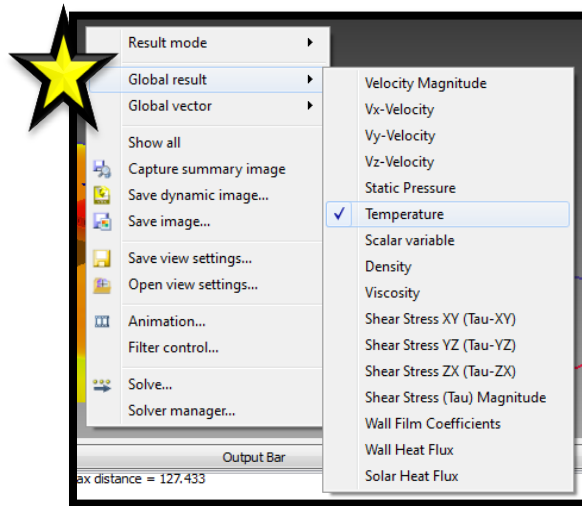 Result mode
Global result
Global vector
Show all
Capture summary image
Save dynamic image...
Save image...
Save view settings...
Open view settings...
Animation...
Filter control...
Solve...
Solver manager...
Velocity Magnitude
Vx-Velocity
Vy-Velocity
Vz-Velocity
Static Pressure
Temperature
Scalar variable
Density
Viscosity
Shear Stress XY (Tau-XY)
Shear Stress YZ (Tau-YZ)
Shear Stress ZX (Tau-ZX)
Shear Stress (Tau) Magnitude
Wall Film Coefficients
Wall Heat Flux
Solar Heat Flux
Output Bar
ax distance = 127.433